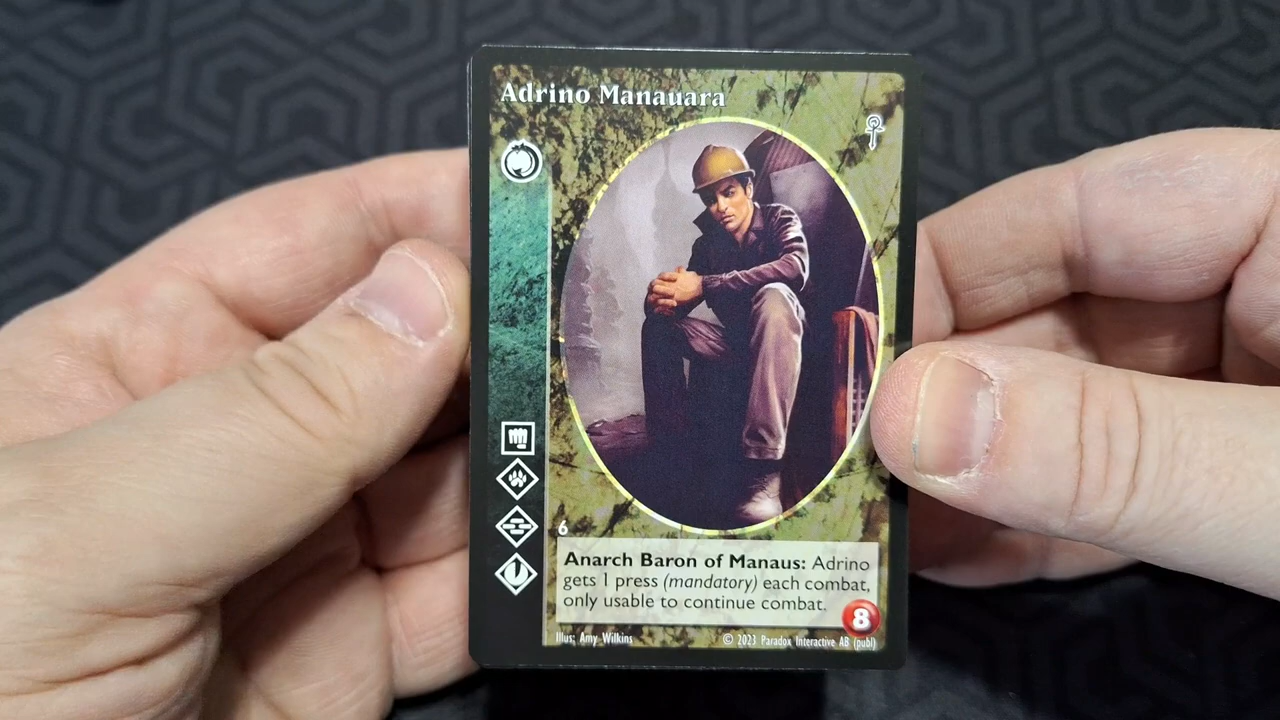 Adrino Manauara
6
Anarch Baron of Manaus: Adrino
gets 1 press (mandatory) each combat,
only usable to continue combat.
8
Illus: Amy Wilkins
© 2023 Paradox Interactive AB (publ)